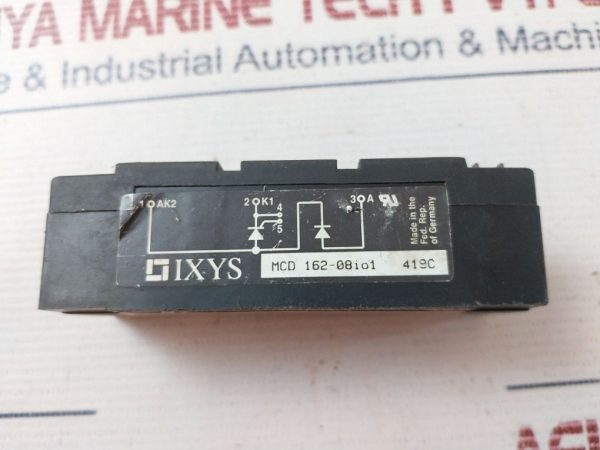 YA MARINE TECH PVT
e & Industrial Automation & Machi
1 AK2
2 K1
3 A
4
5
Made in the
Fed. Rep.
of Germany
IXYS
MCD 162-08io1 419C